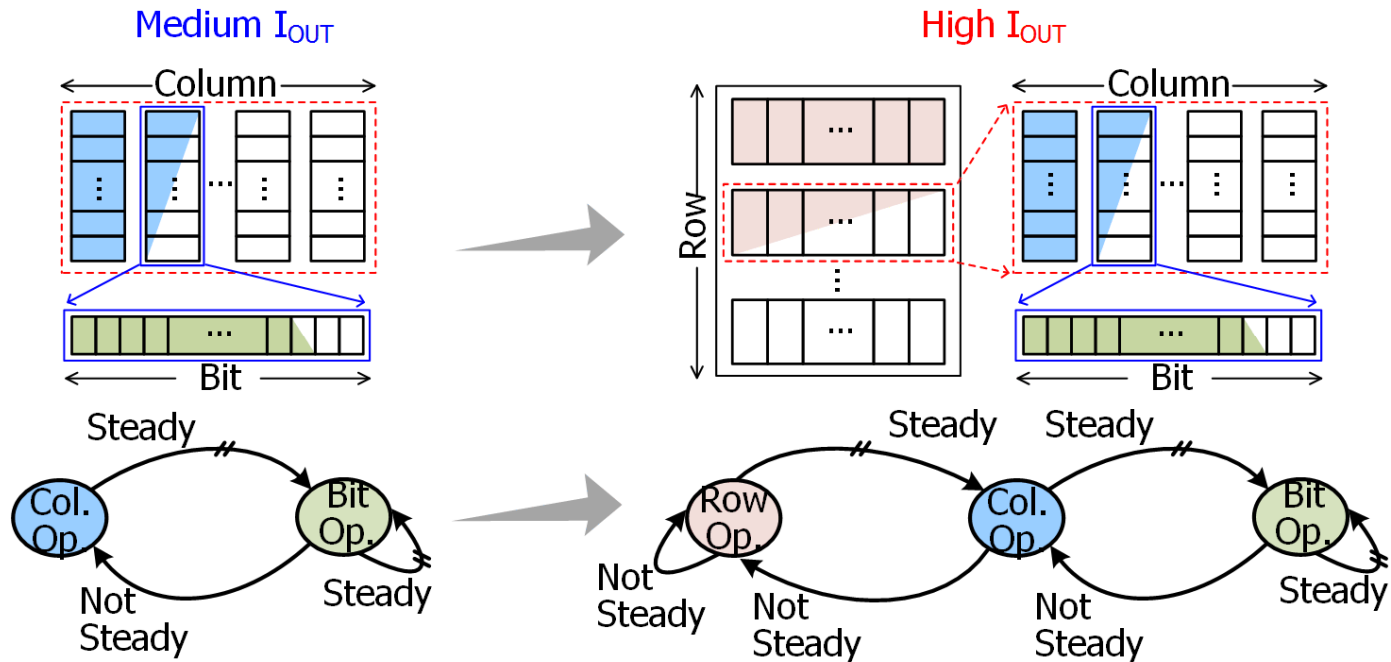 Medium IOUT
High IOUT
Column
...
...
...
...
...
Bit
Row
...
...
...
...
Column
...
...
...
...
...
Bit
Steady
Col.
Op.
Bit
Op.
Not
Steady
Steady
Steady
Steady
Row
Op.
Col.
Op.
Bit
Op.
Not
Steady
Not
Steady
Not
Steady
Steady